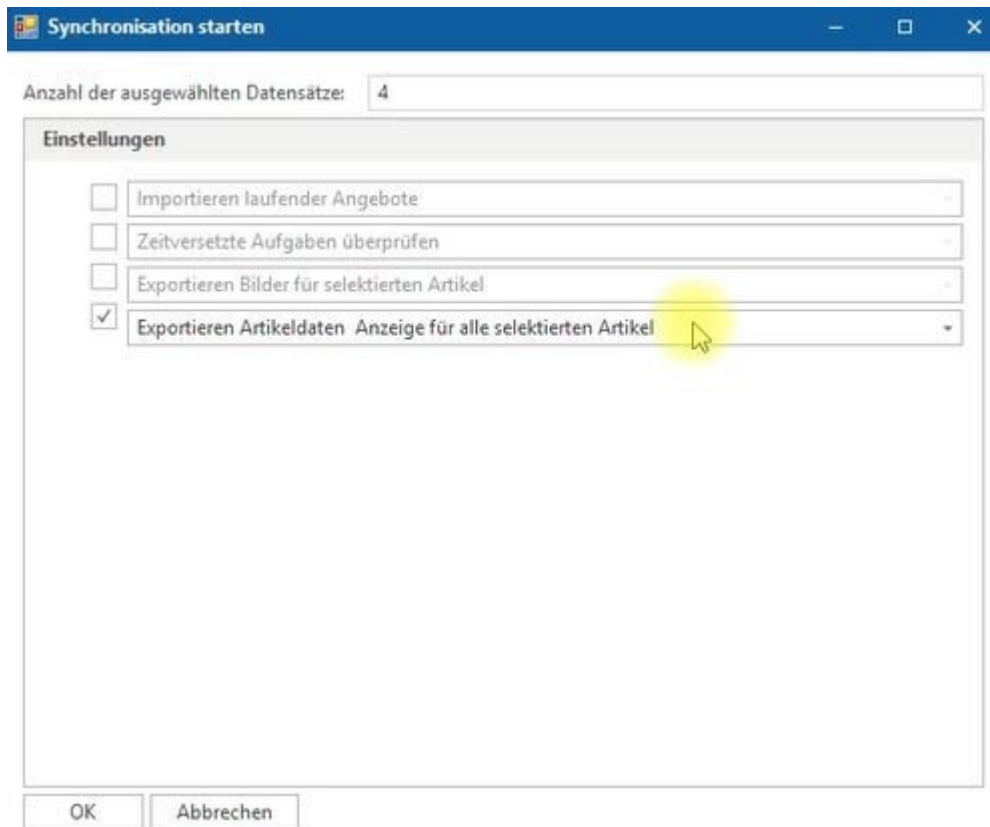 Synchronisation starten
Anzahl der ausgewählten Datensätze: 4
Einstellungen
Importieren laufender Angebote
Zeitversetzte Aufgaben überprüfen
Exportieren Bilder für selektierten Artikel
Exportieren Artikeldaten Anzeige für alle selektierten Artikel
OK Abbrechen